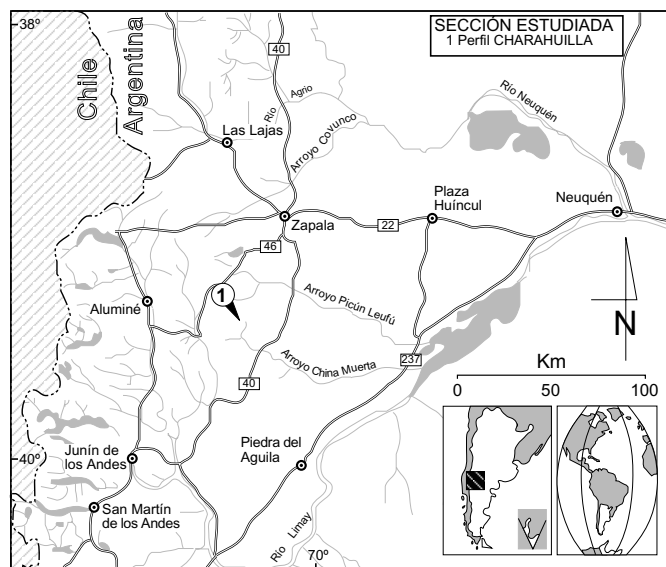 38°
Chile
Argentina
SECCIÓN ESTUDIADA
1 Perfil CHARAHUILLA
40
Río
Agrio
Río Neuquén
Las Lajas
Arroyo Covunco
Plaza
Huíncul
Neuquén
Zapala
22
46
1
Aluminé
Arroyo Picún Leufú
N
Arroyo China Muerta
237
40
Km
0
50
100
40°
Junín de
los Andes
Piedra del
Aguila
San Martín
de los Andes
Río Limay
70º